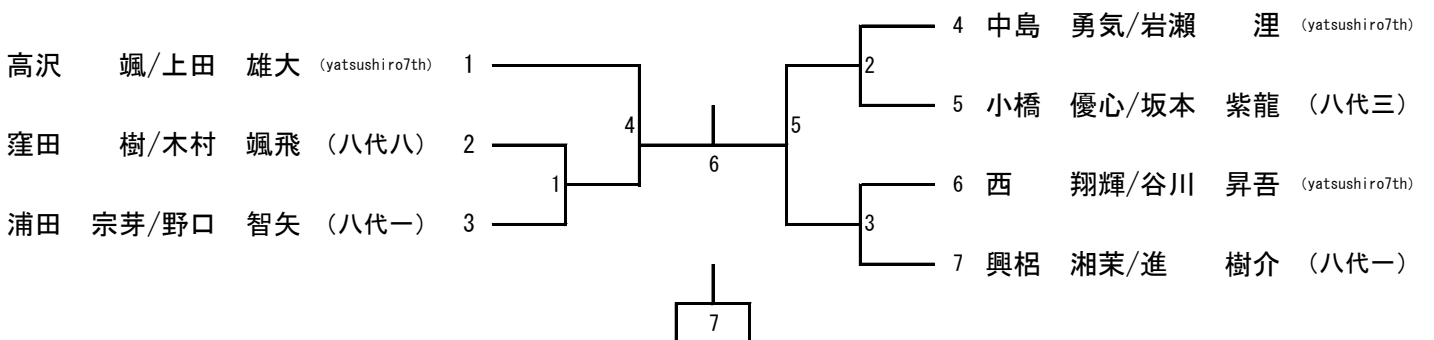 高沢 颯/上田 雄大 (yatsushiro7th) 1
窪田 樹/木村 颯飛 (八代八) 2
浦田 宗芽/野口 智矢 (八代一) 3
1
4
6
5
2
3
4 中島 勇気/岩瀬 浬 (yatsushiro7th)
5 小橋 優心/坂本 紫龍 (八代三)
6 西 翔輝/谷川 昇吾 (yatsushiro7th)
7 興梠 湘茉/進 樹介 (八代一)
7